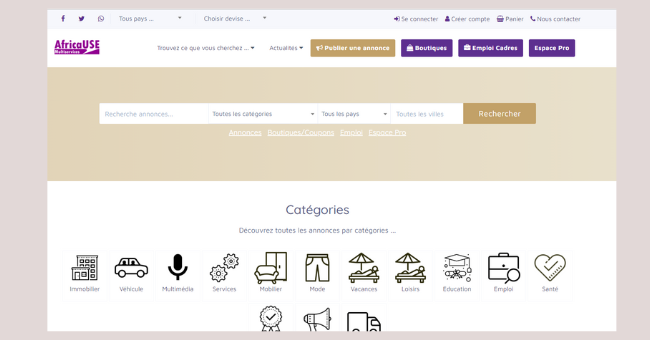 Tous pays ... Choisir devise ... Se connecter Créer compte Panier Nous contacter
AfricaUSE
Multiservices
Trouvez ce que vous cherchez ... Actualités Publier une annonce Boutiques Emploi Cadres Espace Pro
Recherche annonces... Toutes les catégories Tous les pays Toutes les villes Rechercher
Annonces Boutiques/Coupons Emploi Espace Pro
Catégories
Découvrez toutes les annonces par catégories ...
Immobilier Véhicule Multimédia Services Mobilier Mode Vacances Loisirs Education Emploi Santé